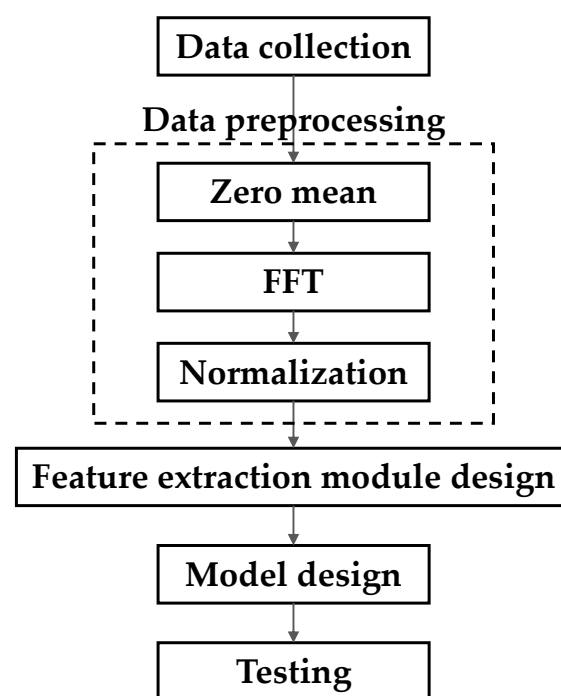 Data collection
Data preprocessing
Zero mean
FFT
Normalization
Feature extraction module design
Model design
Testing